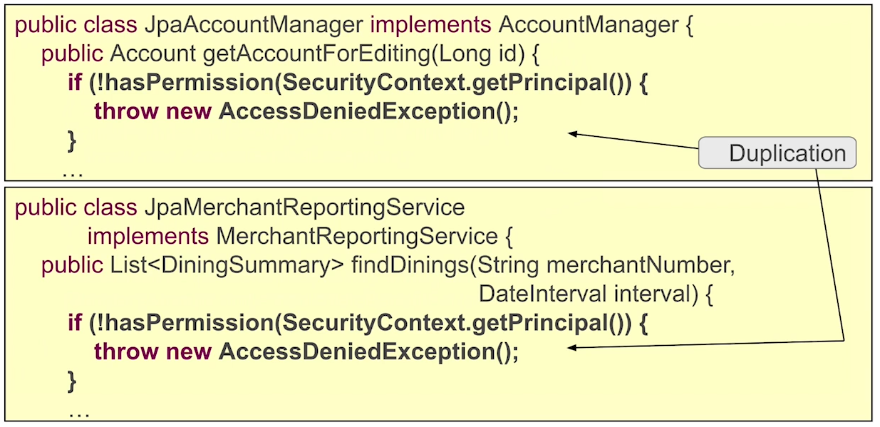 public class JpaAccountManager implements AccountManager {
public Account getAccountForEditing(Long id) {
if (!hasPermission(SecurityContext.getPrincipal()) {
throw new AccessDeniedException();
}
…
Duplication
public class JpaMerchantReportingService
implements MerchantReportingService {
public List<DiningSummary> findDinings(String merchantNumber,
DateInterval interval) {
if (!hasPermission(SecurityContext.getPrincipal()) {
throw new AccessDeniedException();
}
…